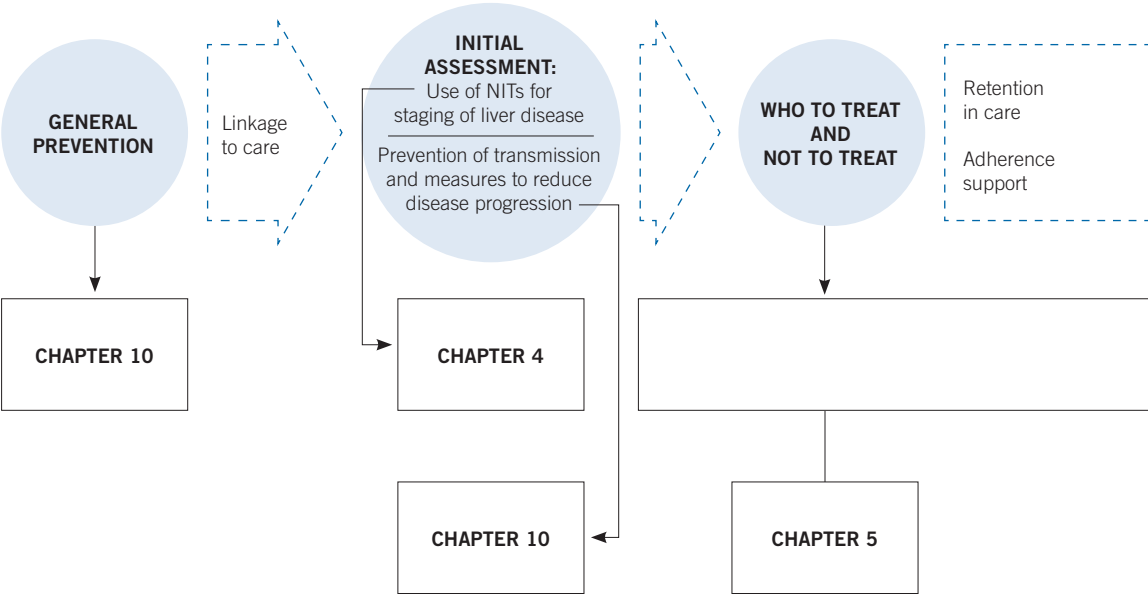 GENERAL
PREVENTION
Linkage
to care
INITIAL
ASSESSMENT:
Use of NITs for
staging of liver disease
Prevention of transmission
and measures to reduce
disease progression
WHO TO TREAT
AND
NOT TO TREAT
Retention
in care
Adherence
support
CHAPTER 10
CHAPTER 4
CHAPTER 10
CHAPTER 5